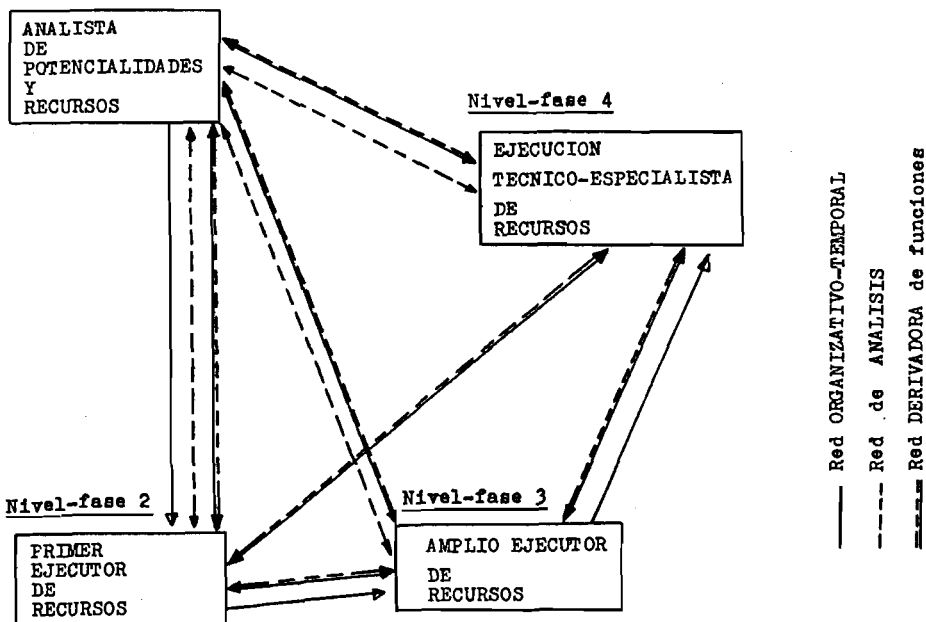 ANALISTA
DE
POTENCIALIDADES
Y
RECURSOS
Nivel-fase 4
EJECUCION
TECNICO-ESPECIALISTA
DE
RECURSOS
Nivel-fase 2
PRIMER
EJECUTOR
DE
RECURSOS
Nivel-fase 3
AMPLIO EJECUTOR
DE
RECURSOS
Red ORGANIZATIVO-TEMPORAL
Red de ANALISIS
Red DERIVADORA de funciones